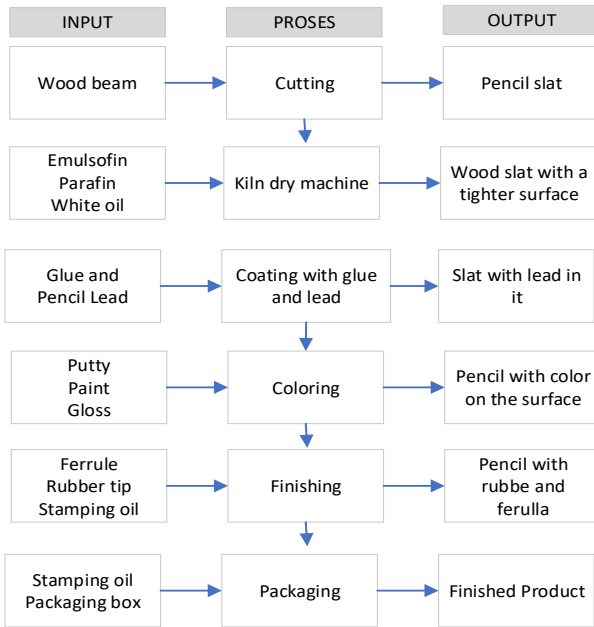 INPUT
PROSES
OUTPUT
Wood beam
Cutting
Pencil slat
Emulsofin
Parafin
White oil
Kiln dry machine
Wood slat with a
tighter surface
Glue and
Pencil Lead
Coating with glue
and lead
Slat with lead in
it
Putty
Paint
Gloss
Coloring
Pencil with color
on the surface
Ferrule
Rubber tip
Stamping oil
Finishing
Pencil with
rubbe and
ferulla
Stamping oil
Packaging box
Packaging
Finished Product